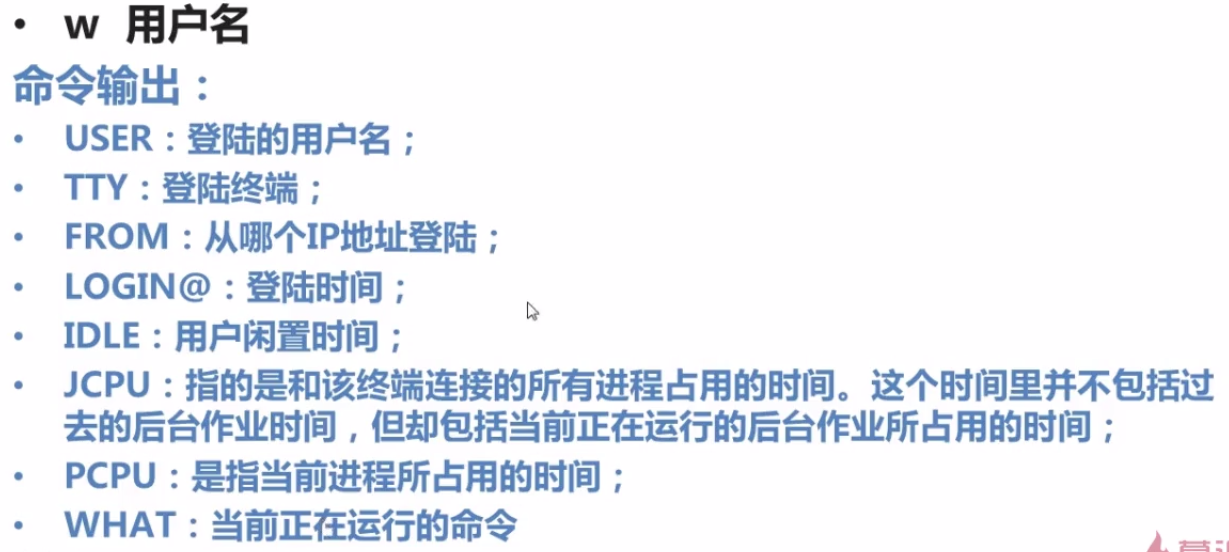 • w 用户名
命令输出：
• USER：登陆的用户名；
• TTY：登陆终端；
• FROM：从哪个IP地址登陆；
• LOGIN@：登陆时间；
• IDLE：用户闲置时间；
• JCPU：指的是和该终端连接的所有进程占用的时间。这个时间里并不包括过
去的后台作业时间，但却包括当前正在运行的后台作业所占用的时间；
• PCPU：是指当前进程所占用的时间；
• WHAT：当前正在运行的命令